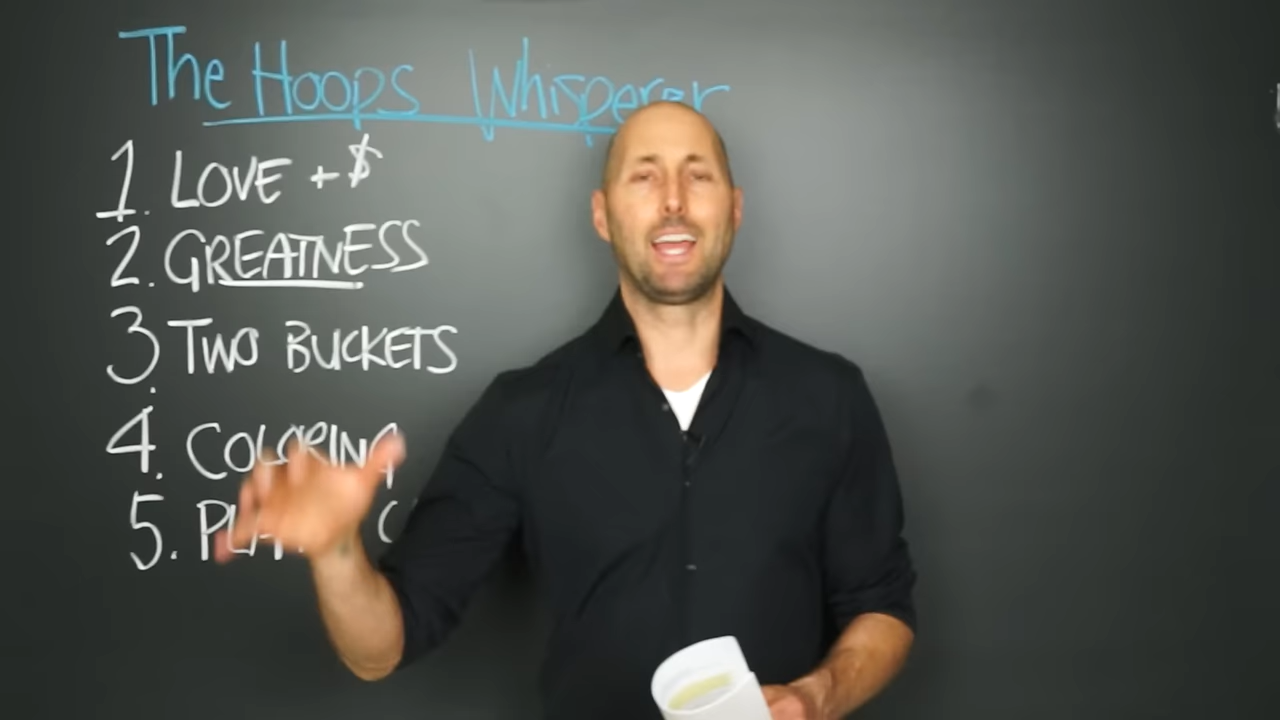 The Hoops Whisperer
1. LOVE + $
2. GREATNESS
3. TWO BUCKETS
4. COLORING
5.